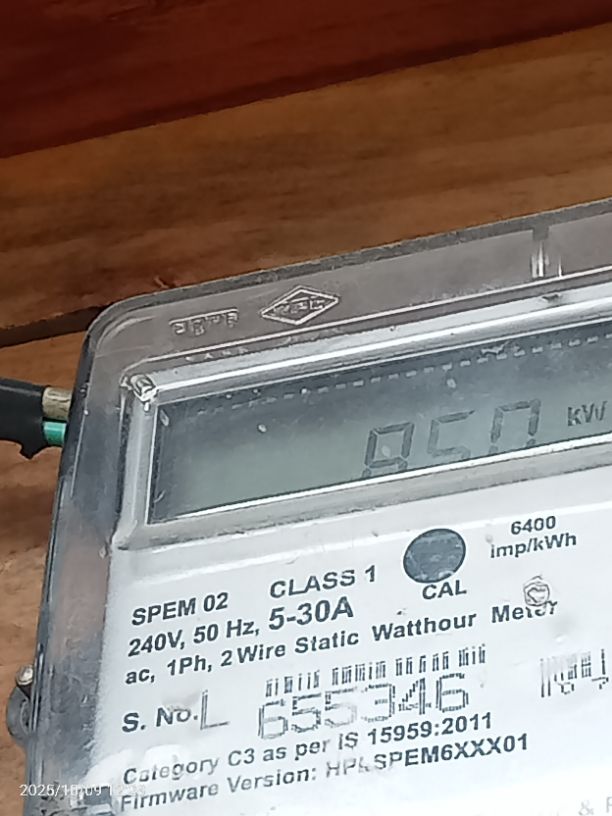 850 kW
6400
imp/kWh
CAL
SPEM 02 CLASS 1
240V, 50 Hz, 5-30A
ac, 1Ph, 2 Wire Static Watthour Meter
S. No. L 655346
Category C3 as per IS 15959:2011
Firmware Version: HPLSPEM6XXX01